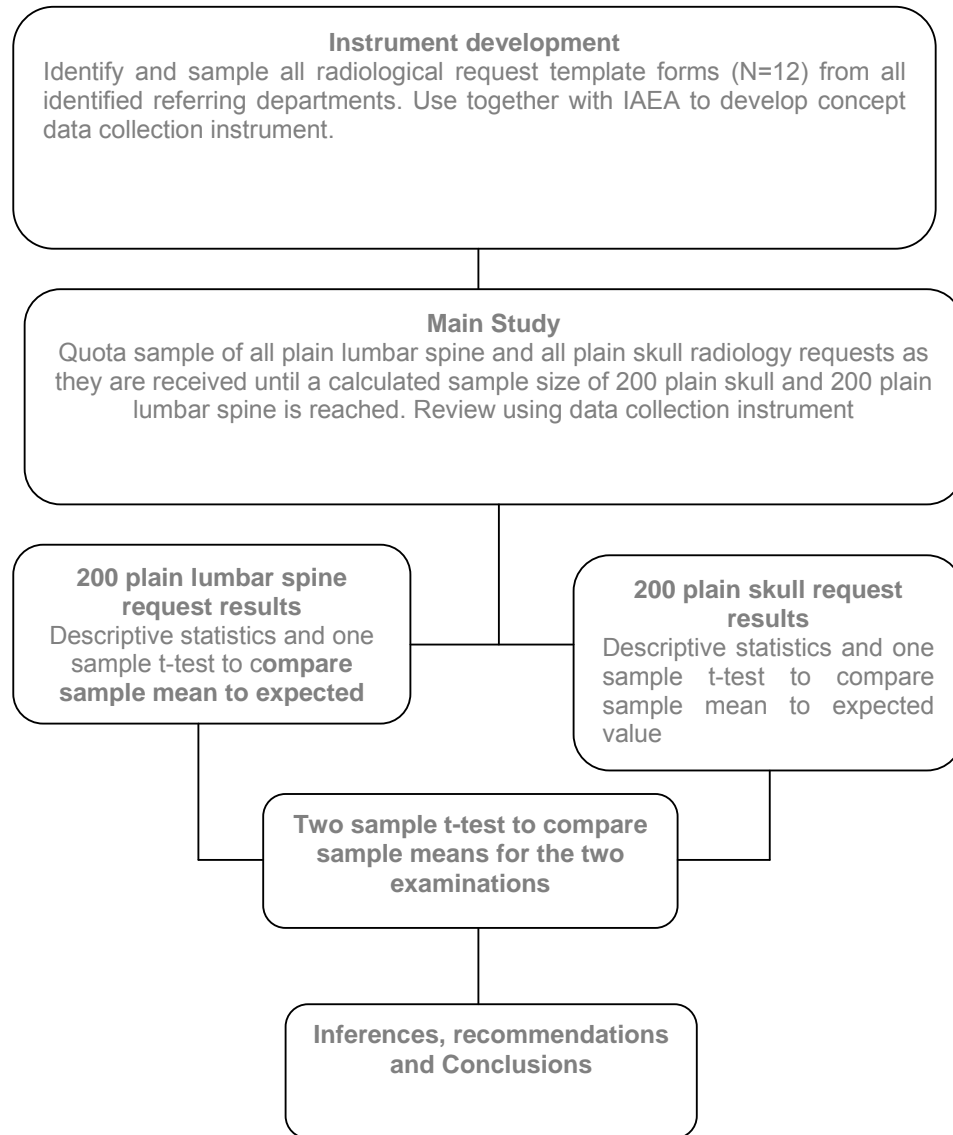 Instrument development
Identify and sample all radiological request template forms (N=12) from all
identified referring departments. Use together with IAEA to develop concept
data collection instrument.
Main Study
Quota sample of all plain lumbar spine and all plain skull radiology requests as
they are received until a calculated sample size of 200 plain skull and 200 plain
lumbar spine is reached. Review using data collection instrument
200 plain lumbar spine
request results
Descriptive statistics and one
sample t-test to compare
sample mean to expected
200 plain skull request
results
Descriptive statistics and one
sample t-test to compare
sample mean to expected
value
Two sample t-test to compare
sample means for the two
examinations
Inferences, recommendations
and Conclusions